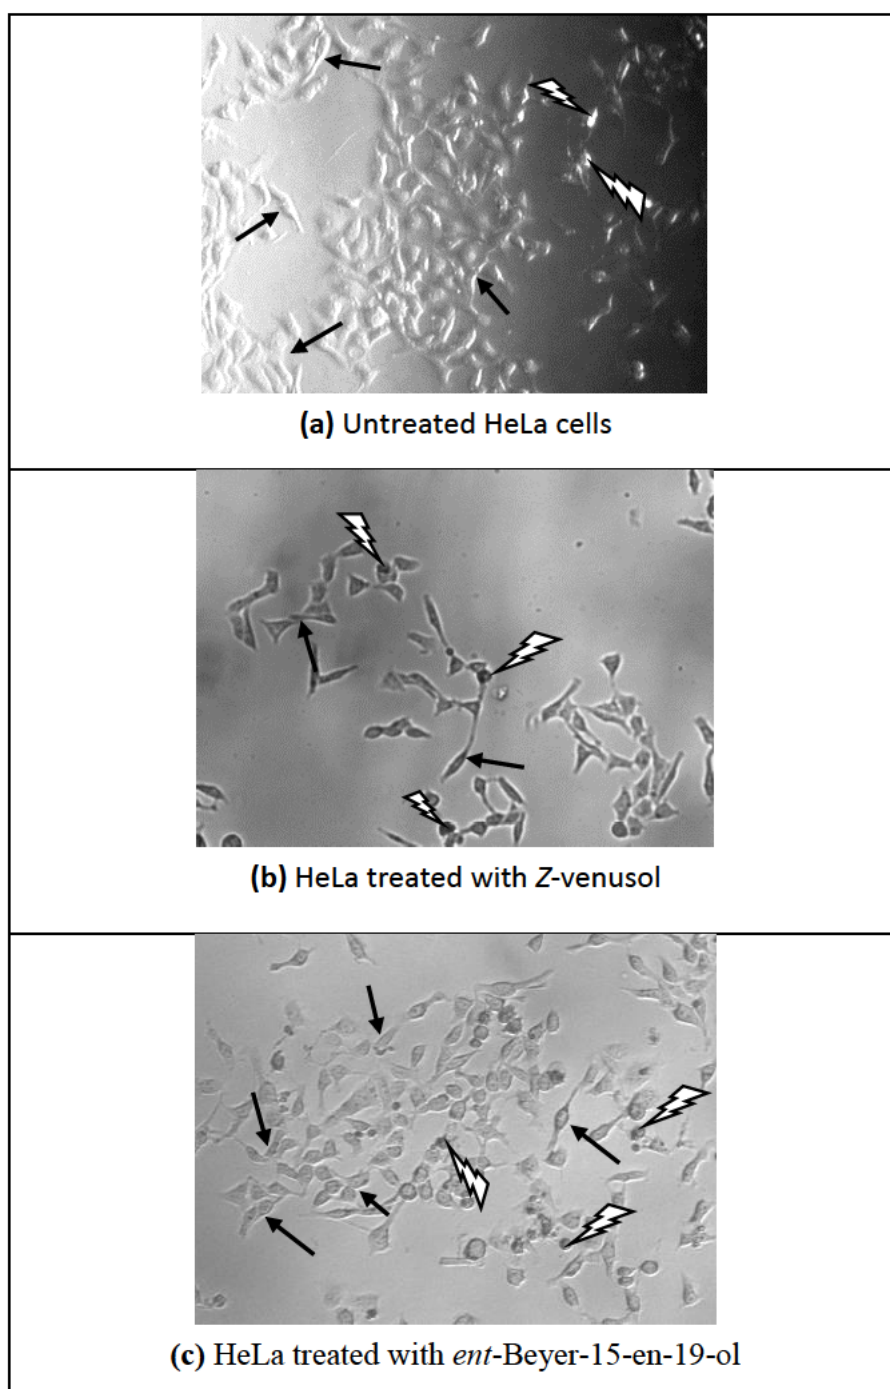 (a) Untreated HeLa cells
(b) HeLa treated with Z-venusol
(c) HeLa treated with ent-Beyer-15-en-19-ol